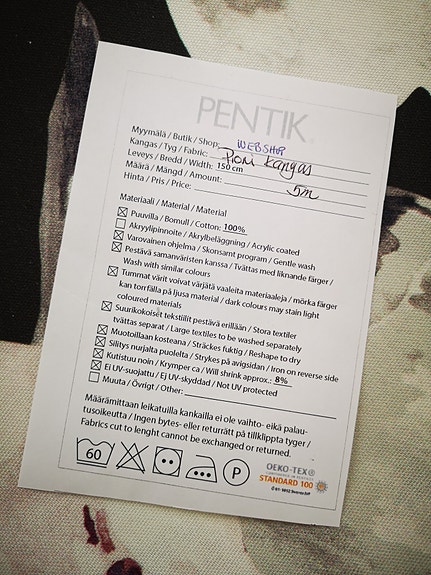 PENTIK
Myymälä / Butik / Shop: WEBSHOP
Kangas / Tyg / Fabric: Pioni kangas
Leveys / Bredd / Width: 150 cm
Määrä / Mängd / Amount: 5m
Hinta / Pris / Price:
Materiaali / Material / Material
☒ Puuvilla / Bomull / Cotton: 100%
☐ Akryylipinnoite / Akrylbeläggning / Acrylic coated
☒ Varovainen ohjelma / Skonsamt program / Gentle wash
☒ Pestävä samanväristen kanssa / Tvättas med liknande färger /
Wash with similar colours
☒ Tummat värit voivat värjätä vaaleita materiaaleja / mörka färger
kan torrfälla på ljusa material / dark colours may stain light
coloured materials
☒ Suurikokoiset tekstiilit pestävä erillään / Stora textiler
tvättas separat / Large textiles to be washed separately
☒ Muotoillaan kosteana / Sträckes fuktig / Reshape to dry
☒ Silitys nurjalta puolelta / Strykes på avigsidan / Iron on reverse side
☒ Kutistuu noin / Krymper ca / Will shrink approx.: 8%
☒ Ei UV-suojattu / Ej UV-skyddad / Not UV protected
☐ Muuta / Övrigt / Other:
Määrämittaan leikatuilla kankailla ei ole vaihto- eikä palau-
tusoikeutta / Ingen bytes- eller returrätt på tillklippta tyger /
Fabrics cut to lenght cannot be exchanged or returned.
60 P
OEKO-TEX®
STANDARD 100